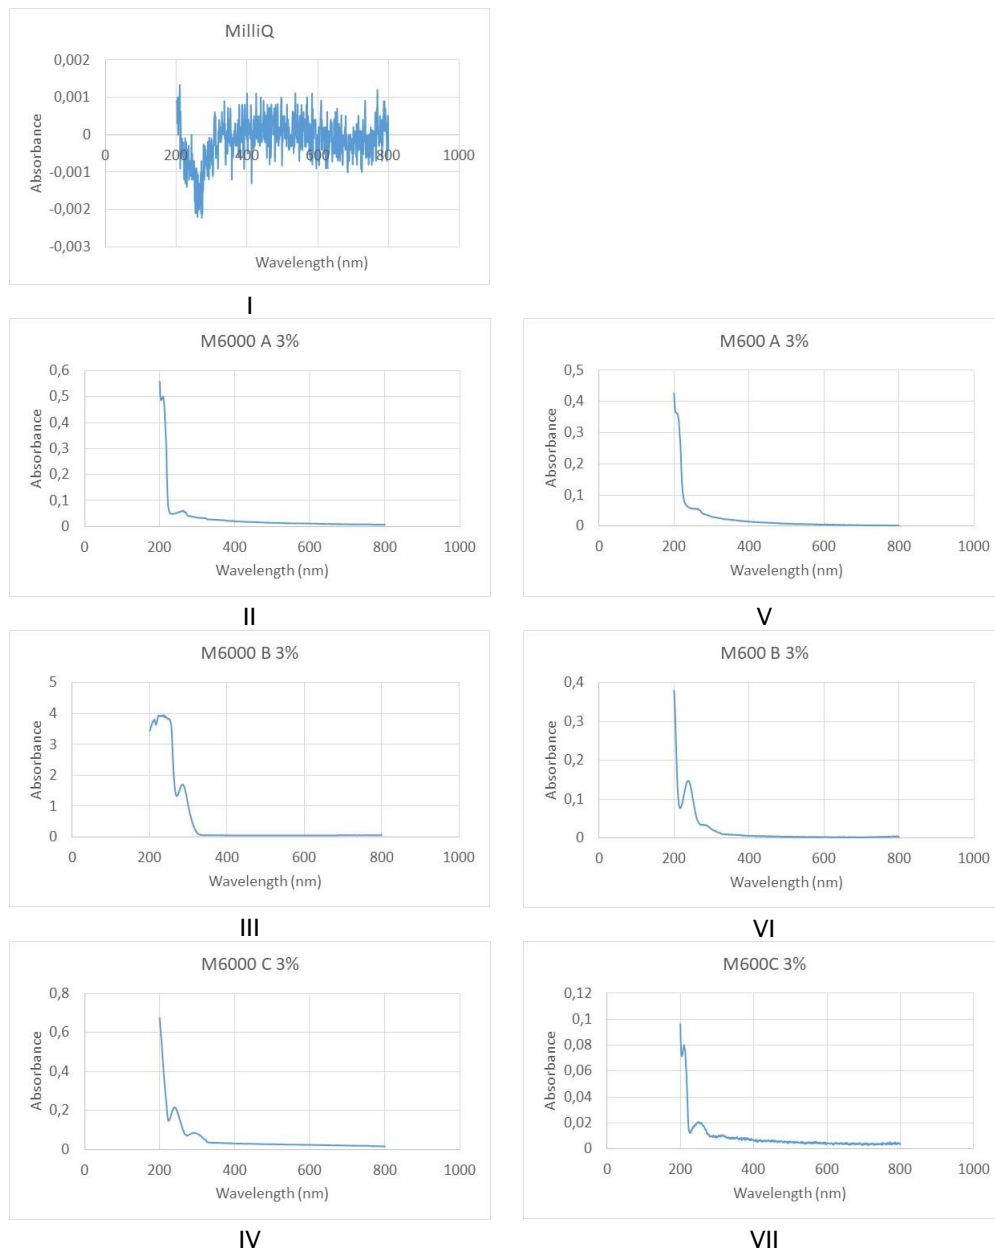 MilliQ
0,002
0,001
0
-0,001
-0,002
-0,003
0 200 400 600 800 1000
Absorbance
Wavelength (nm)
I
M6000 A 3%
0,6
0,5
0,4
0,3
0,2
0,1
0
0 200 400 600 800 1000
Absorbance
Wavelength (nm)
II
M600 A 3%
0,5
0,4
0,3
0,2
0,1
0
0 200 400 600 800 1000
Absorbance
Wavelength (nm)
V
M6000 B 3%
5
4
3
2
1
0
0 200 400 600 800 1000
Absorbance
Wavelength (nm)
III
M600 B 3%
0,4
0,3
0,2
0,1
0
0 200 400 600 800 1000
Absorbance
Wavelength (nm)
VI
M6000 C 3%
0,8
0,6
0,4
0,2
0
0 200 400 600 800 1000
Absorbance
Wavelength (nm)
IV
M600C 3%
0,12
0,1
0,08
0,06
0,04
0,02
0
0 200 400 600 800 1000
Absorbance
Wavelength (nm)
VII